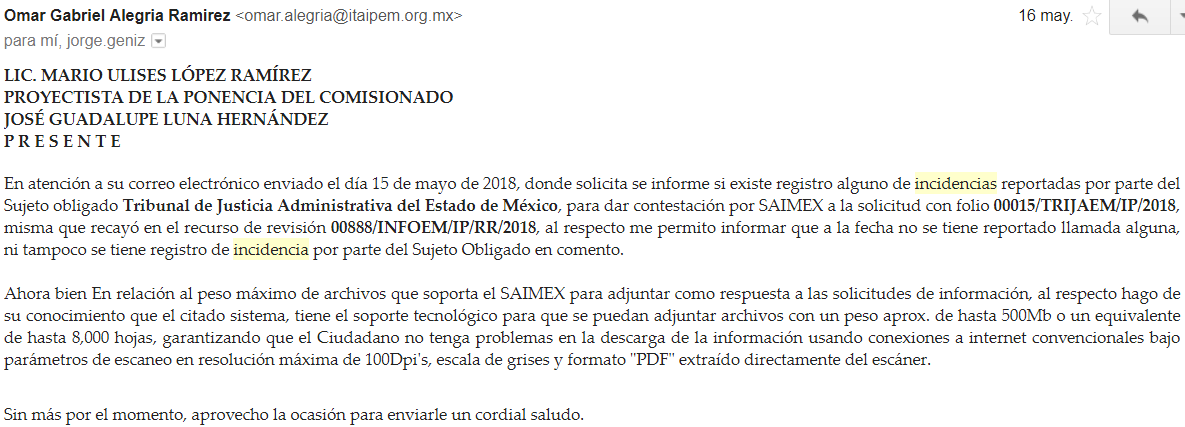 Omar Gabriel Alegria Ramirez <omar.alegria@itaipem.org.mx> 16 may.
para mí, jorge.geniz
LIC. MARIO ULISES LÓPEZ RAMÍREZ
PROYECTISTA DE LA PONENCIA DEL COMISIONADO
JOSÉ GUADALUPE LUNA HERNÁNDEZ
P R E S E N T E
En atención a su correo electrónico enviado el día 15 de mayo de 2018, donde solicita se informe si existe registro alguno de incidencias reportadas por parte del
Sujeto obligado Tribunal de Justicia Administrativa del Estado de México, para dar contestación por SAIMEX a la solicitud con folio 00015/TRIJAEM/IP/2018,
misma que recayó en el recurso de revisión 00888/INFOEM/IP/RR/2018, al respecto me permito informar que a la fecha no se tiene reportado llamada alguna,
ni tampoco se tiene registro de incidencia por parte del Sujeto Obligado en comento.
Ahora bien En relación al peso máximo de archivos que soporta el SAIMEX para adjuntar como respuesta a las solicitudes de información, al respecto hago de
su conocimiento que el citado sistema, tiene el soporte tecnológico para que se puedan adjuntar archivos con un peso aprox. de hasta 500Mb o un equivalente
de hasta 8,000 hojas, garantizando que el Ciudadano no tenga problemas en la descarga de la información usando conexiones a internet convencionales bajo
parámetros de escaneo en resolución máxima de 100Dpi's, escala de grises y formato "PDF" extraído directamente del escáner.
Sin más por el momento, aprovecho la ocasión para enviarle un cordial saludo.